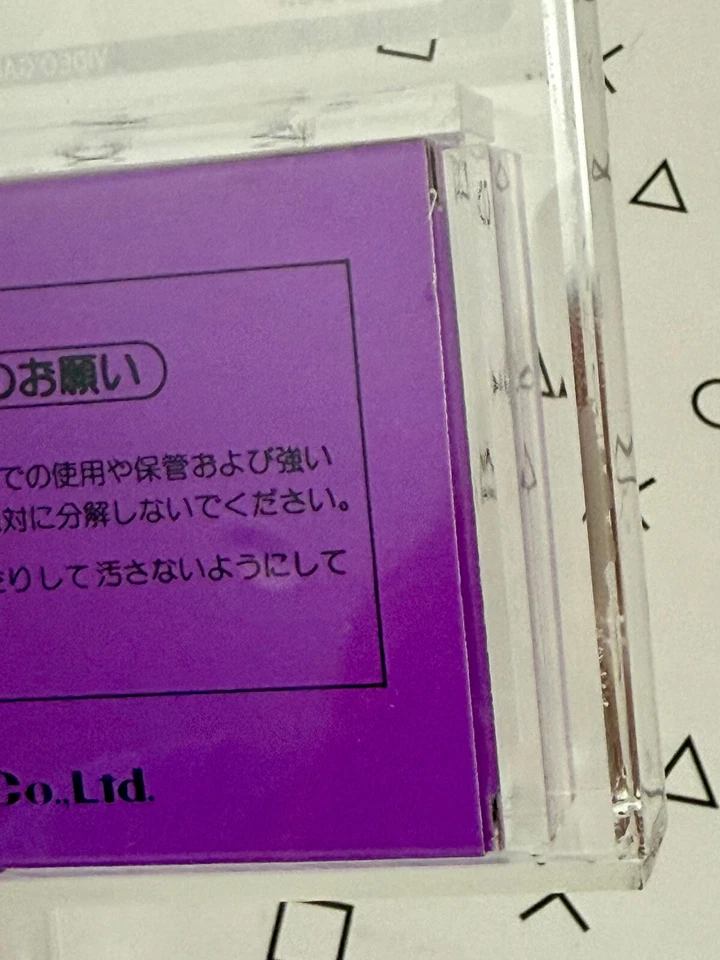 VIDEO GA
のお願い
での使用や保管および強い
対に分解しないでください。
りして汚さないようにして
Co.,Ltd.